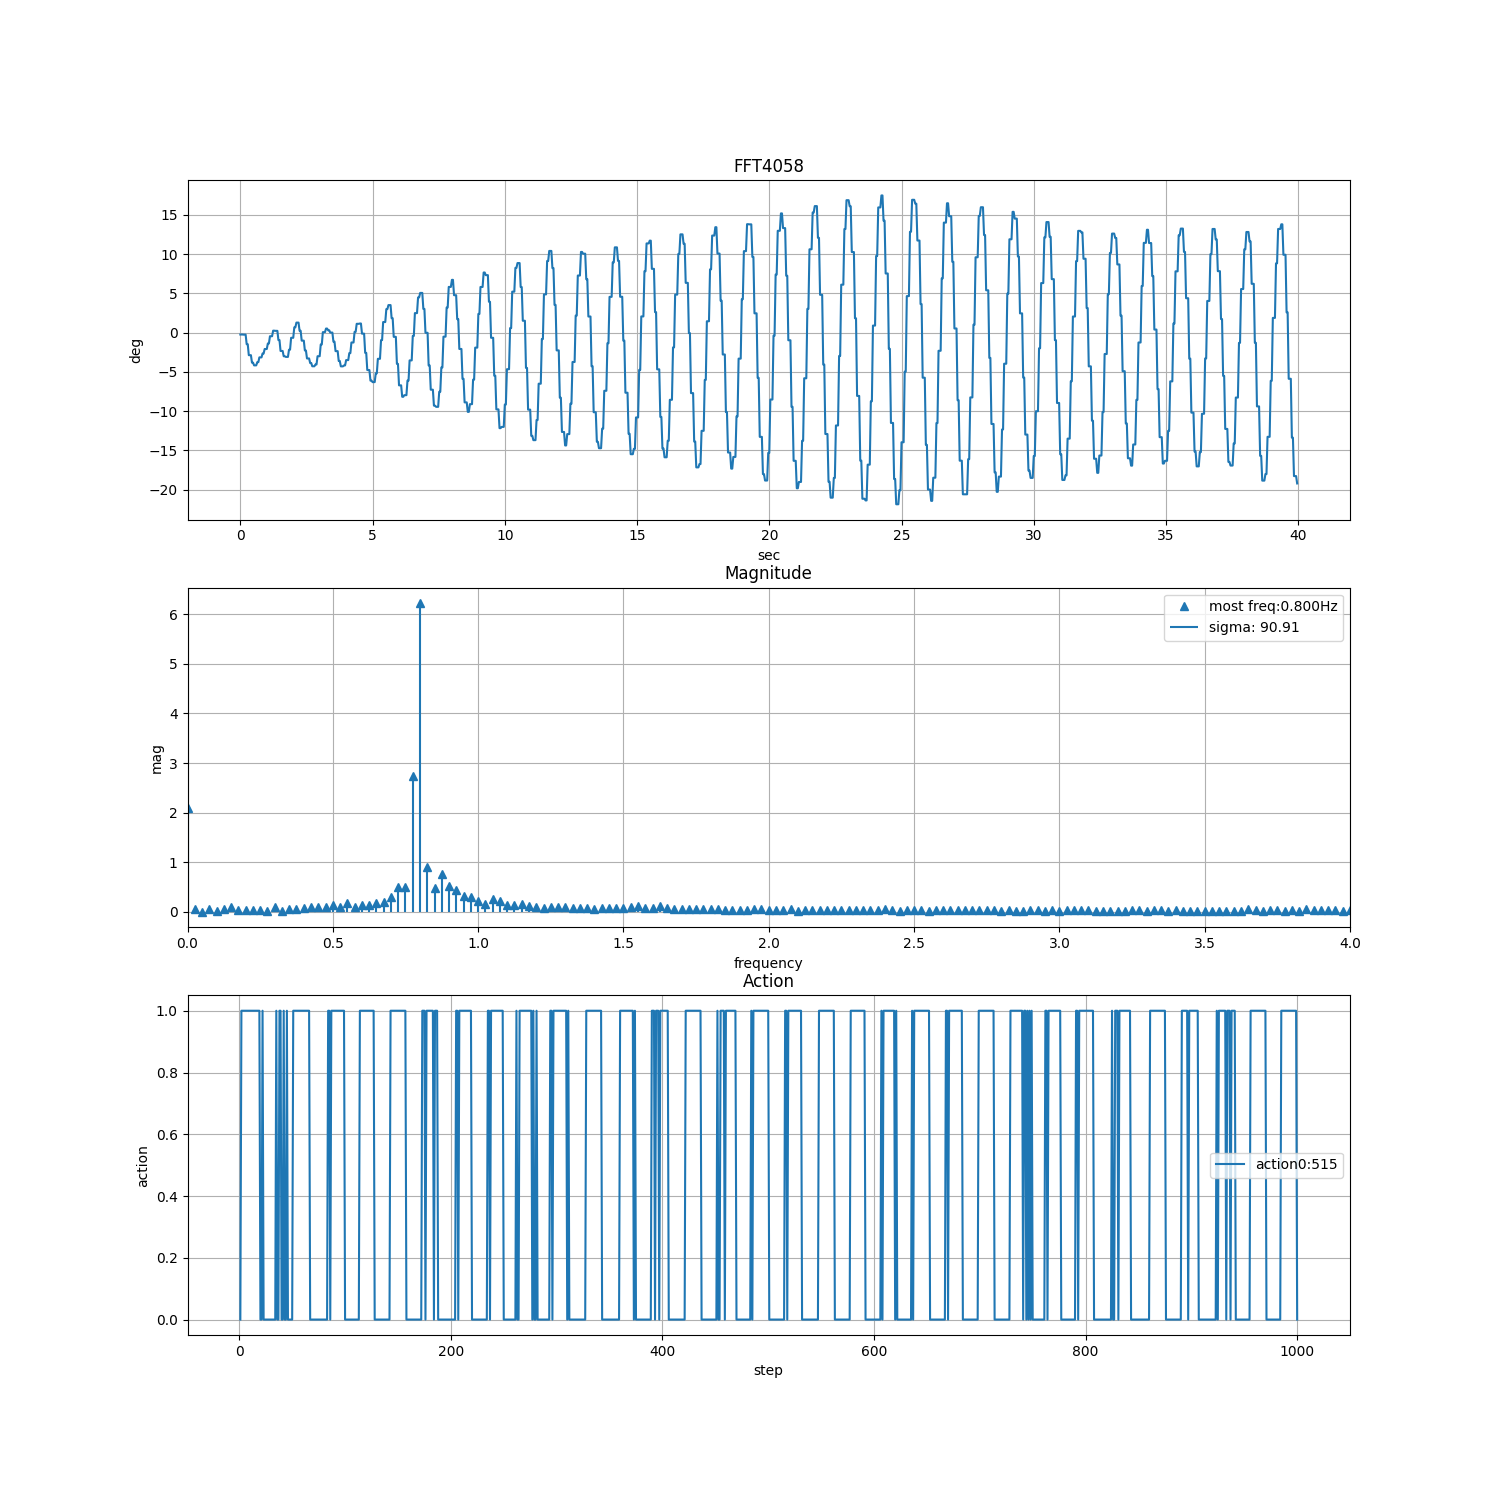 FFT4058
15
10
5
0
−5
−10
−15
−20
deg
0 5 10 15 20 25 30 35 40
sec
Magnitude
most freq:0.800Hz
sigma: 90.91
6
5
4
3
2
1
0
mag
0.0 0.5 1.0 1.5 2.0 2.5 3.0 3.5 4.0
frequency
Action
1.0
0.8
0.6
0.4
0.2
0.0
action
action0:515
0 200 400 600 800 1000
step